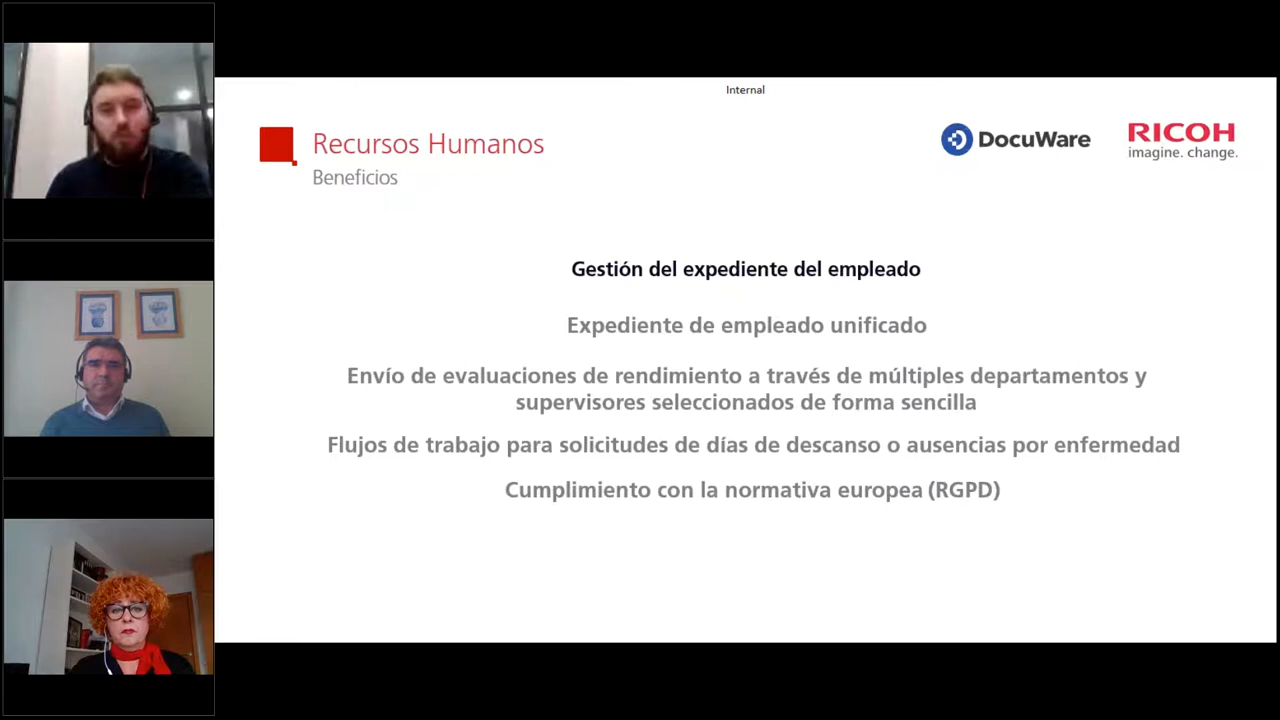 Internal
Recursos Humanos
Beneficios
DocuWare
RICOH
imagine. change.
Gestión del expediente del empleado
Expediente de empleado unificado
Envío de evaluaciones de rendimiento a través de múltiples departamentos y
supervisores seleccionados de forma sencilla
Flujos de trabajo para solicitudes de días de descanso o ausencias por enfermedad
Cumplimiento con la normativa europea (RGPD)